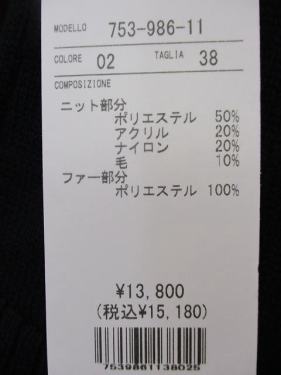 MODELLO 753-986-11
COLORE 02 TAGLIA 38
COMPOSIZIONE
ニット部分
ポリエステル 50%
アクリル 20%
ナイロン 20%
毛 10%
ファー部分
ポリエステル 100%
¥13,800
(税込¥15,180)
7539861138025